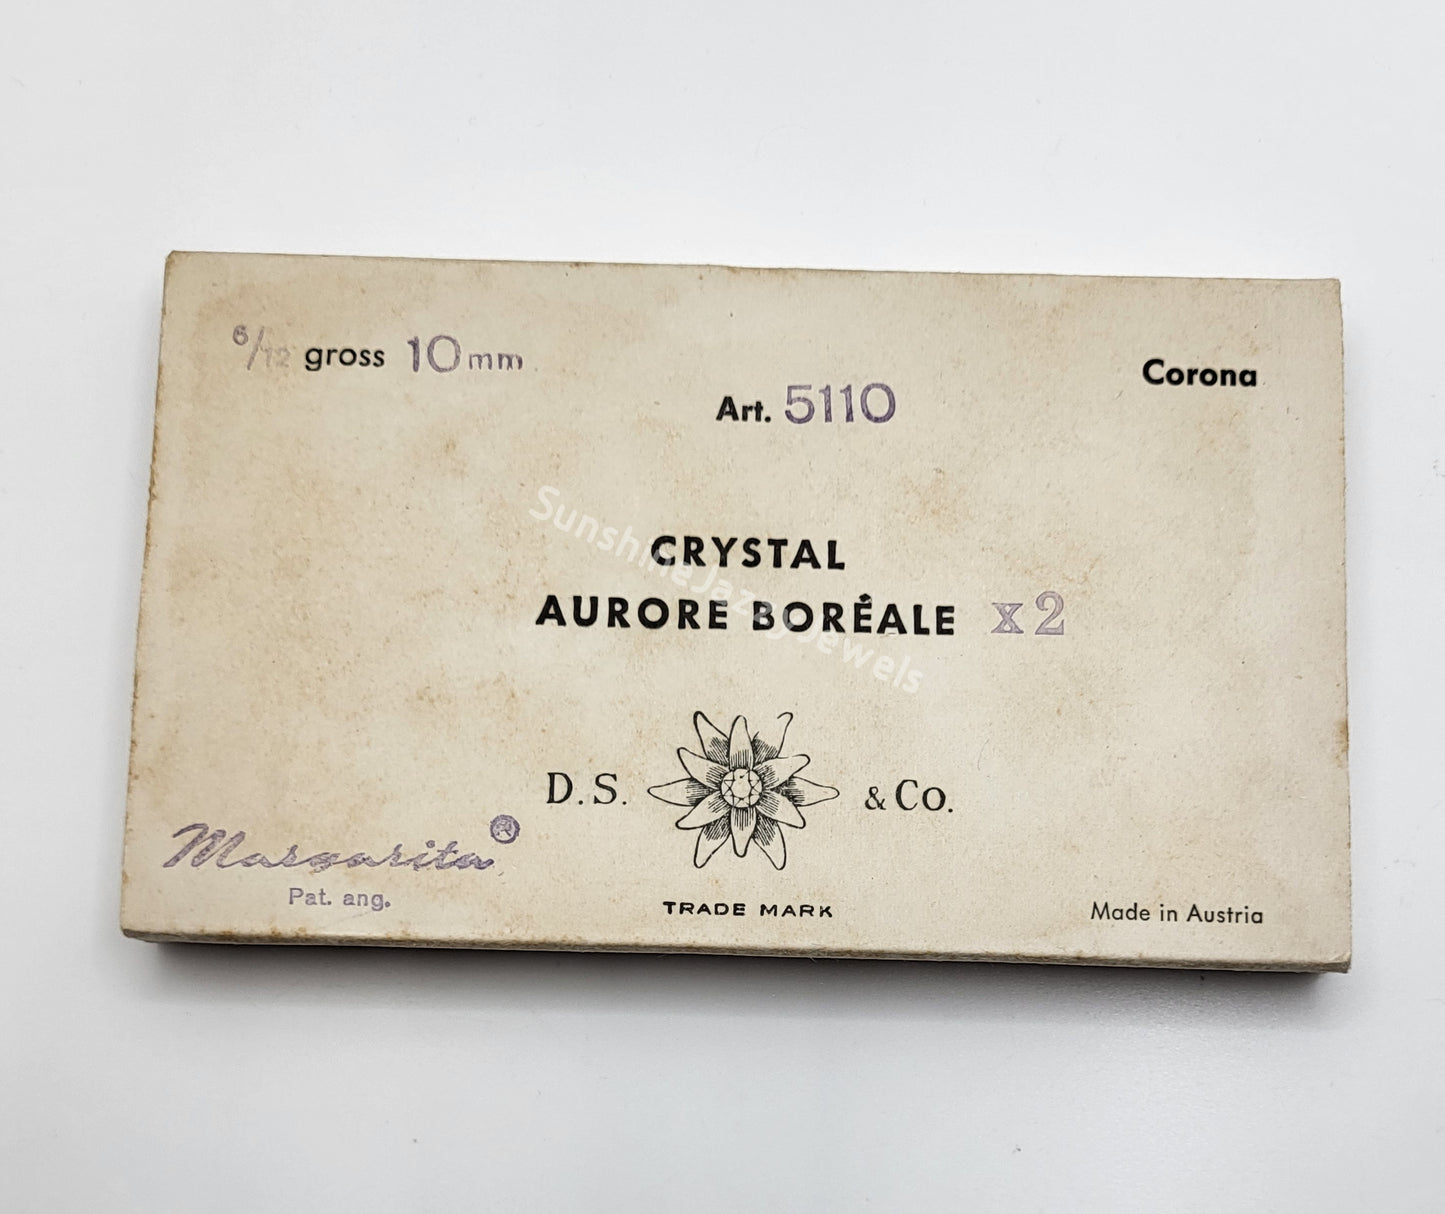 6/12 gross 10mm
Corona
Art. 5110
CRYSTAL
AURORE BORÉALE x2
D.S. & Co.
Margarita®
Pat. ang.
TRADE MARK
Made in Austria
SunshineJazzyJewels